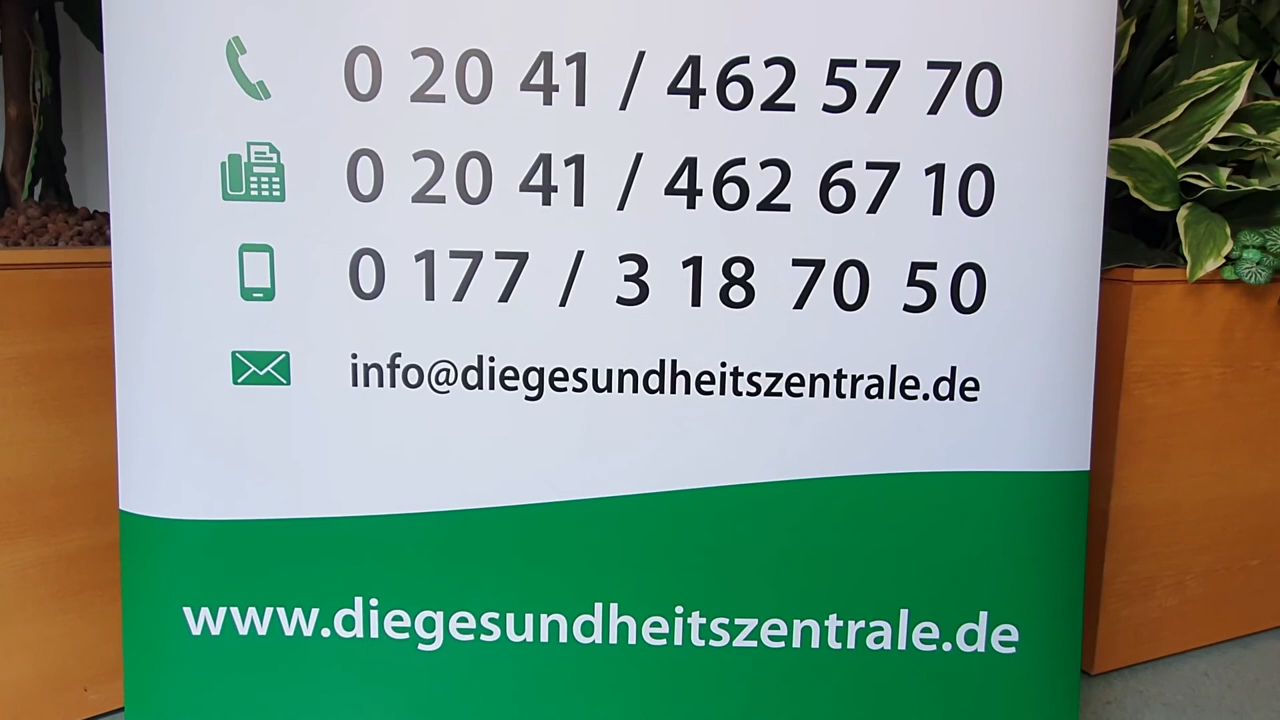 0 20 41 / 462 57 70
0 20 41 / 462 67 10
0 177 / 3 18 70 50
info@diegesundheitszentrale.de
www.diegesundheitszentrale.de